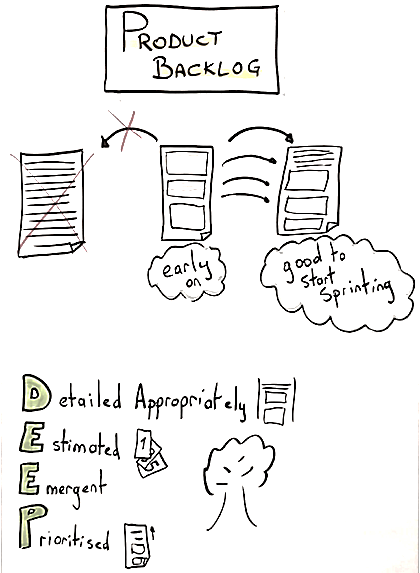 PRODUCT
BACKLOG
early
on
good to
start
sprinting
Detailed Appropriately
Estimated
Emergent
Prioritised